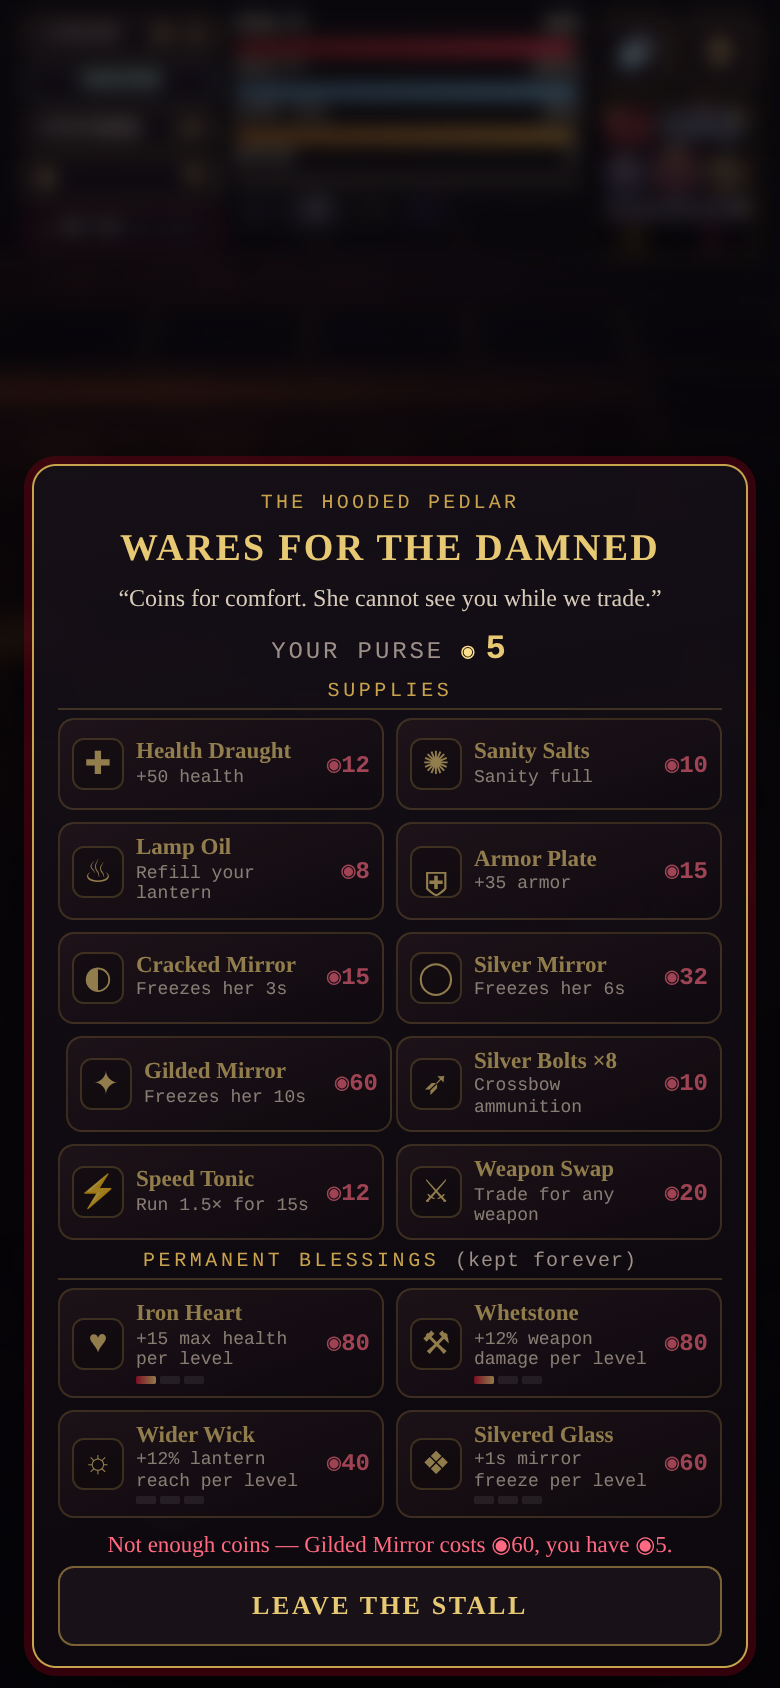 THE HOODED PEDLAR
WARES FOR THE DAMNED
“Coins for comfort. She cannot see you while we trade.”
YOUR PURSE ◉ 5
SUPPLIES
Health Draught
+50 health
◉12
Sanity Salts
Sanity full
◉10
Lamp Oil
Refill your
lantern
◉8
Armor Plate
+35 armor
◉15
Cracked Mirror
Freezes her 3s
◉15
Silver Mirror
Freezes her 6s
◉32
Gilded Mirror
Freezes her 10s
◉60
Silver Bolts ×8
Crossbow
ammunition
◉10
Speed Tonic
Run 1.5× for 15s
◉12
Weapon Swap
Trade for any
weapon
◉20
PERMANENT BLESSINGS (kept forever)
Iron Heart
+15 max health
per level
◉80
Whetstone
+12% weapon
damage per level
◉80
Wider Wick
+12% lantern
reach per level
◉40
Silvered Glass
+1s mirror
freeze per level
◉60
Not enough coins — Gilded Mirror costs ◉60, you have ◉5.
LEAVE THE STALL